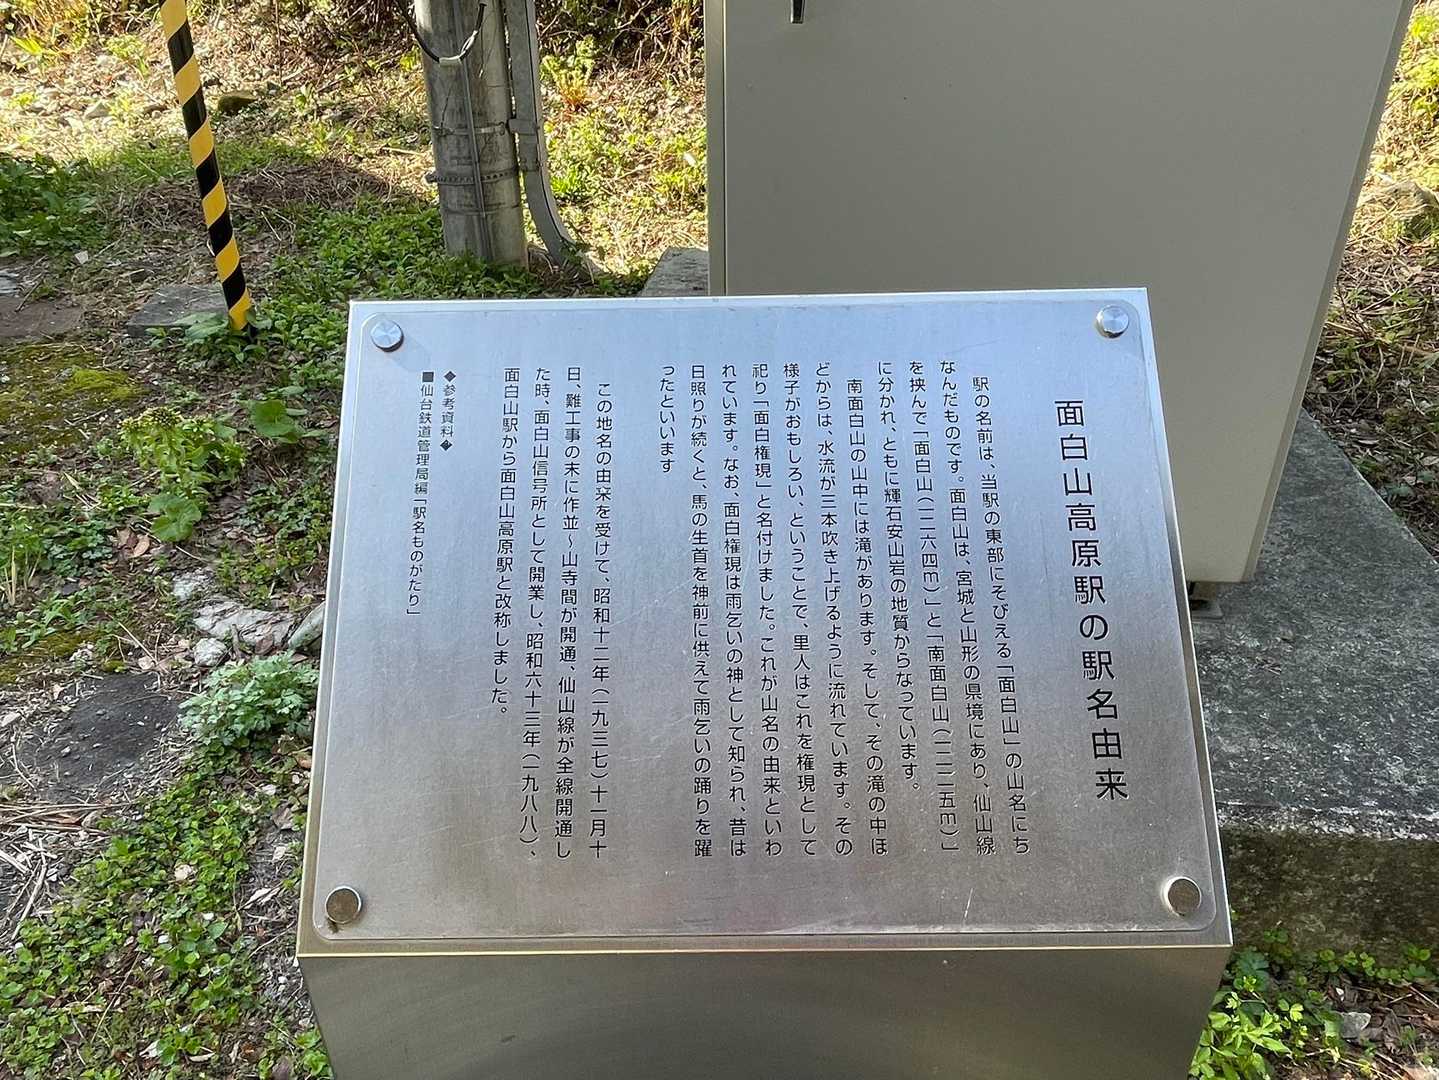 面白山高原駅の駅名由来
駅の名前は、当駅の東部にそびえる「面白山」の山名にち
なんだものです。面白山は、宮城と山形の県境にあり、仙山線
を挟んで「面白山（一二六四ｍ）」と「南面白山（一二二五ｍ）」
に分かれ、ともに輝石安山岩の地質からなっています。
南面白山の山中には滝があります。そして、その滝の中ほ
どからは、水流が三本吹き上げるように流れています。その
様子がおもしろい、ということで、里人はこれを権現として
祀り「面白権現」と名付けました。これが山名の由来といわ
れています。なお、面白権現は雨乞いの神として知られ、昔は
日照りが続くと、馬の生首を神前に供えて雨乞いの踊りを躍
ったといいます
この地名の由来を受けて、昭和十二年（一九三七）十一月十
日、難工事の末に作並～山寺間が開通、仙山線が全線開通し
た時、面白山信号所として開業し、昭和六十三年（一九八八）、
面白山駅から面白山高原駅と改称しました。
◆参考資料◆
■仙台鉄道管理局編「駅名ものがたり」